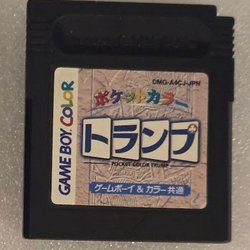 DMG-A4CJ-JPN
ポケットカラー
トランプ
POCKET COLOR TRUMP
ゲームボーイ & カラー共通
GAME BOY COLOR